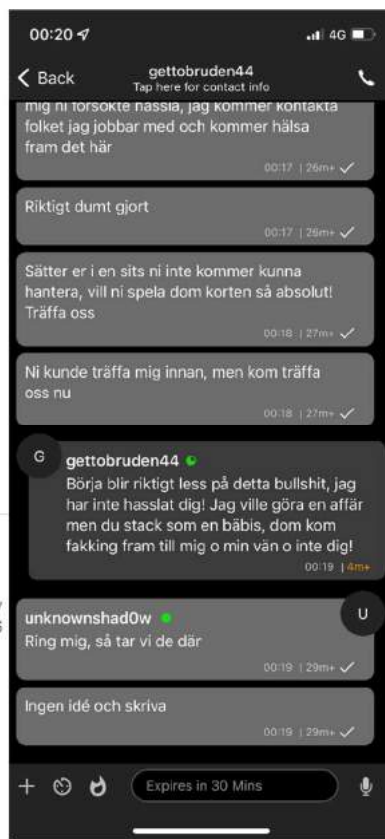 00:20
4G
Back
gettobruden44
Tap here for contact info
mig ni försökte hassla, jag kommer kontakta
folket jag jobbar med och kommer hälsa
fram det här
00:17 | 26m+
Riktigt dumt gjort
00:17 | 26m+
Sätter er i en sits ni inte kommer kunna
hantera, vill ni spela dom korten så absolut!
Träffa oss
00:18 | 27m+
Ni kunde träffa mig innan, men kom träffa
oss nu
00:18 | 27m+
G
gettobruden44
Börja blir riktigt less på detta bullshit, jag
har inte hasslat dig! Jag ville göra en affär
men du stack som en bäbis, dom kom
fakking fram till mig o min vän o inte dig!
00:19 | 4m+
unknownshad0w
U
Ring mig, så tar vi de där
00:19 | 29m+
Ingen idé och skriva
00:19 | 29m+
Expires in 30 Mins